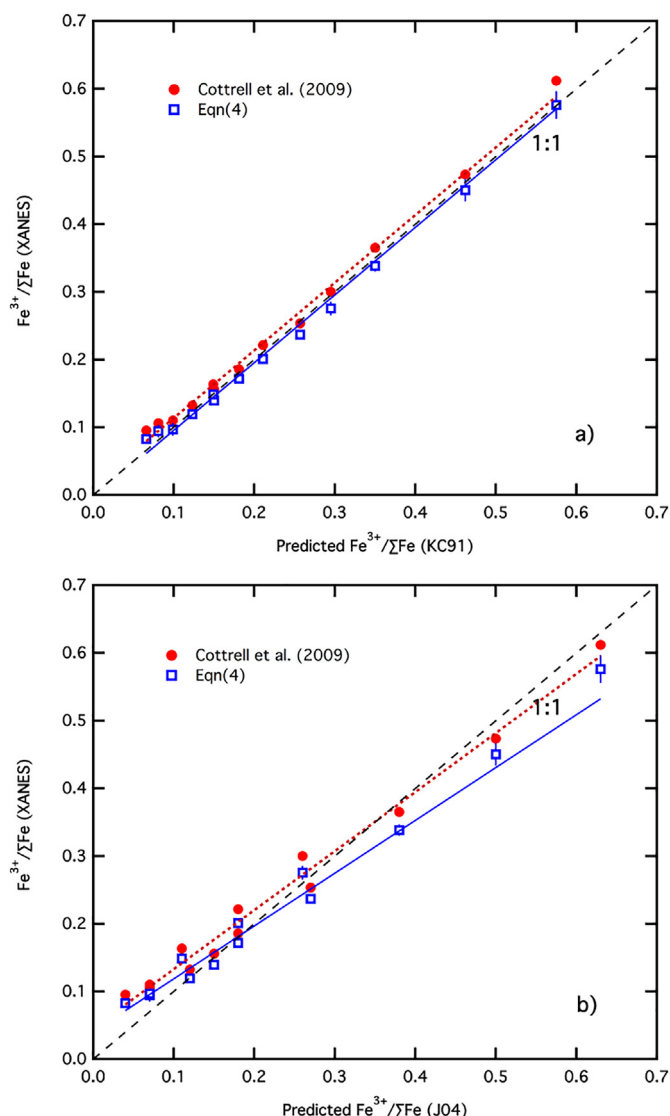 0.7
0.6
0.5
0.4
0.3
0.2
0.1
0.0
Fe³⁺/∑Fe (XANES)
Cottrell et al. (2009)
Eqn(4)
1:1
a)
0.0 0.1 0.2 0.3 0.4 0.5 0.6 0.7
Predicted Fe³⁺/∑Fe (KC91)
0.7
0.6
0.5
0.4
0.3
0.2
0.1
0.0
Fe³⁺/∑Fe (XANES)
Cottrell et al. (2009)
Eqn(4)
1:1
b)
0.0 0.1 0.2 0.3 0.4 0.5 0.6 0.7
Predicted Fe³⁺/∑Fe (J04)